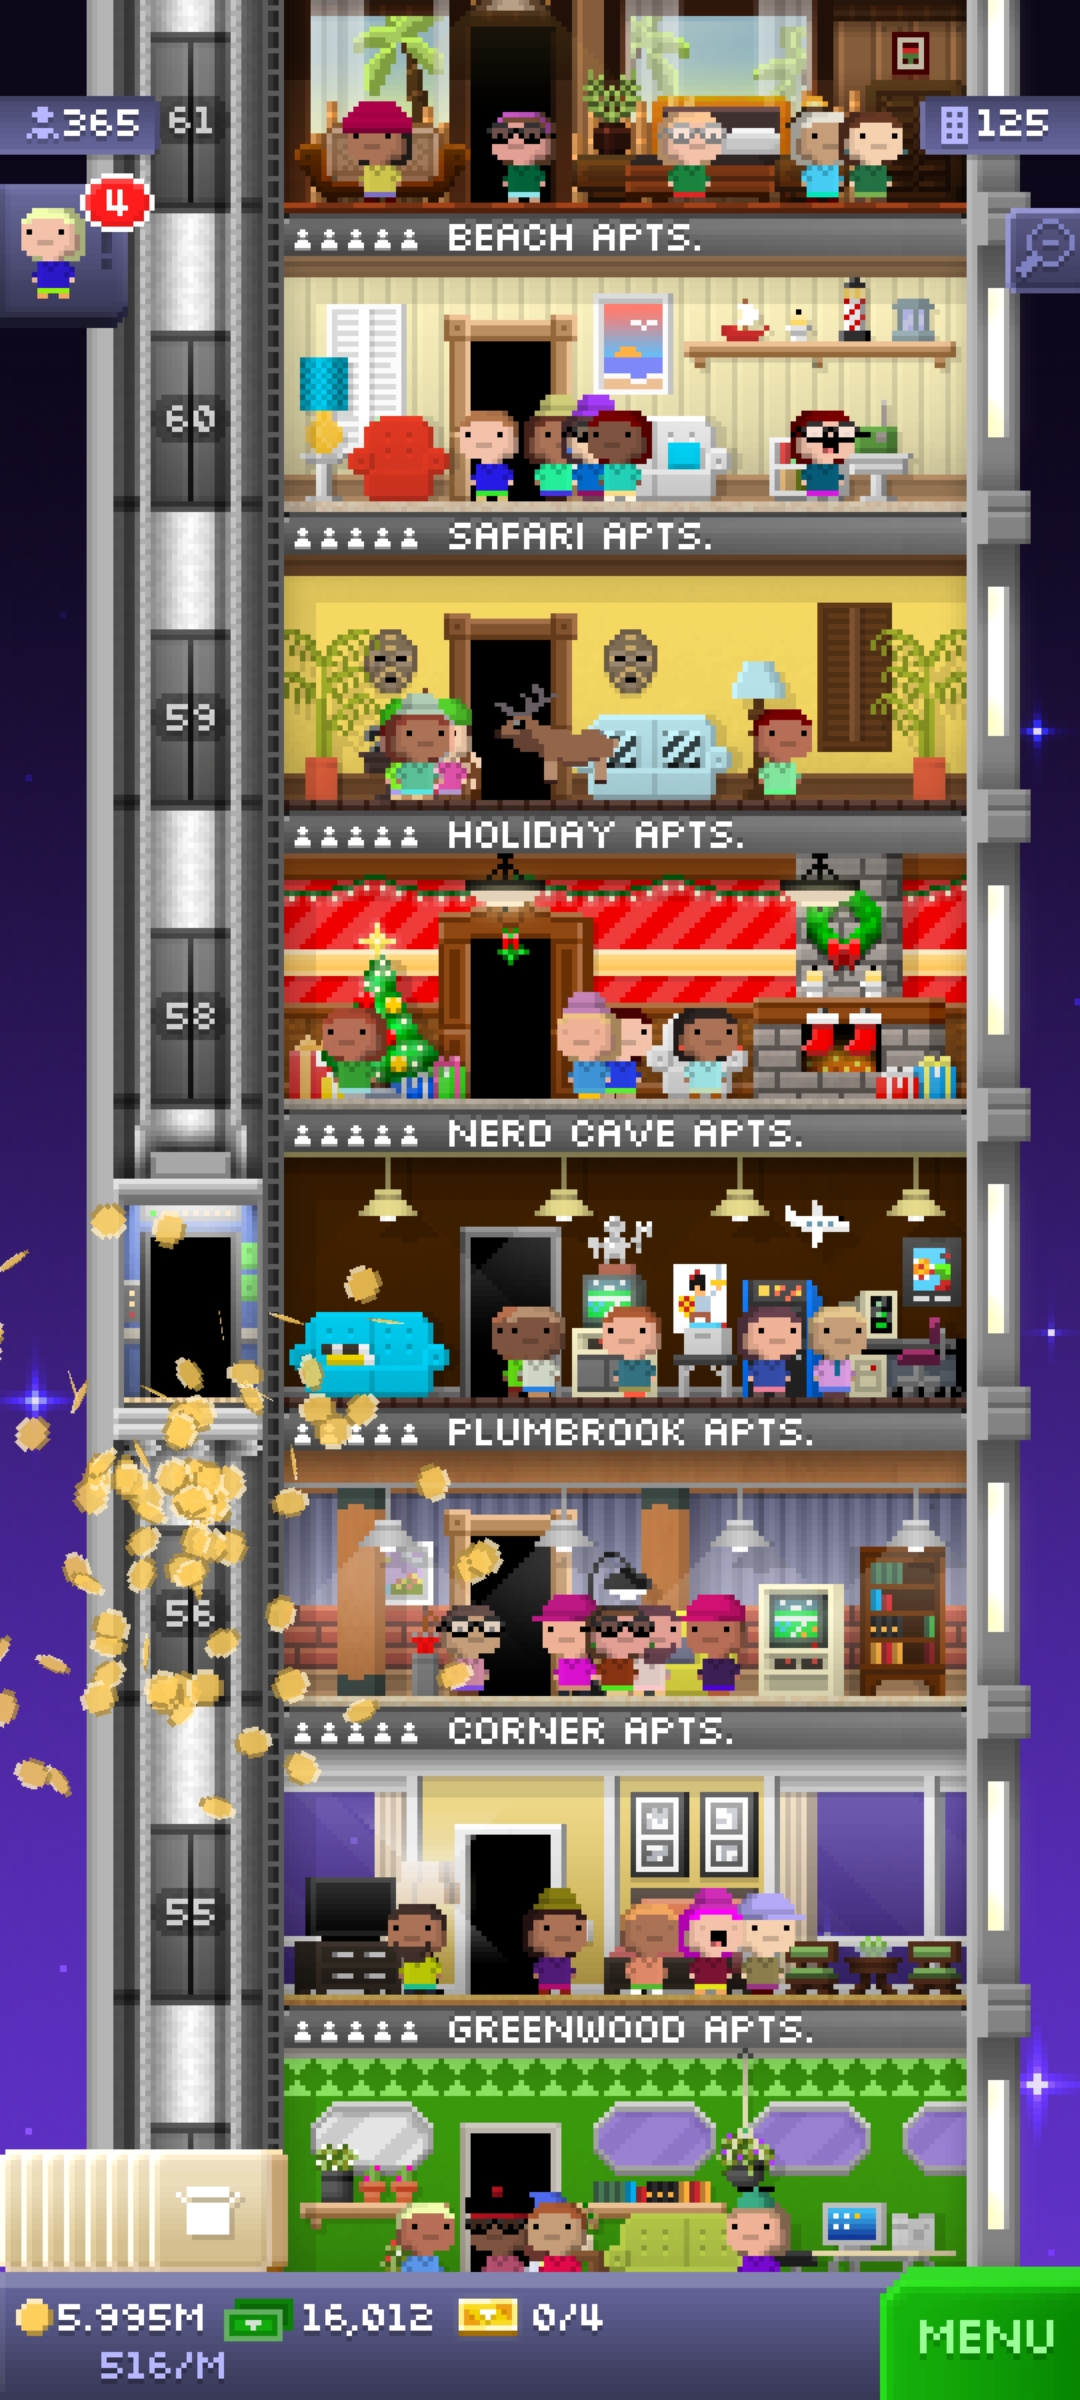 61
365
125
4
BEACH APTS.
60
SAFARI APTS.
59
HOLIDAY APTS.
58
NERD CAVE APTS.
PLUMBROOK APTS.
56
CORNER APTS.
55
GREENWOOD APTS.
5.995M 16,012 0/4
516/M
MENU